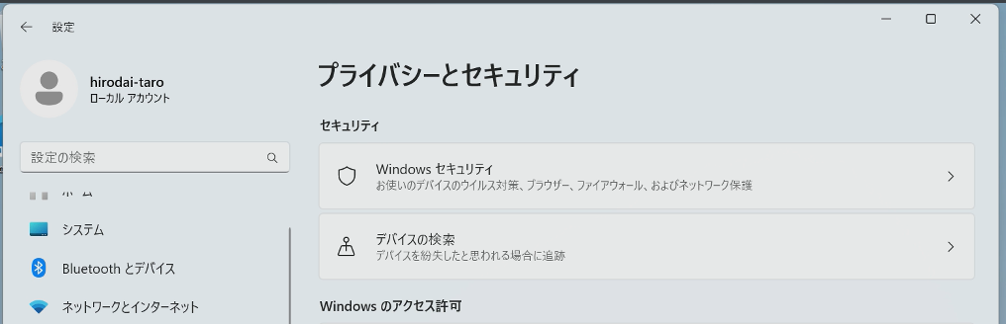 設定
hirodai-taro
ローカル アカウント
設定の検索
ホーム
システム
Bluetooth とデバイス
ネットワークとインターネット
プライバシーとセキュリティ
セキュリティ
Windows セキュリティ
お使いのデバイスのウイルス対策、ブラウザー、ファイアウォール、およびネットワーク保護
デバイスの検索
デバイスを紛失したと思われる場合に追跡
Windows のアクセス許可